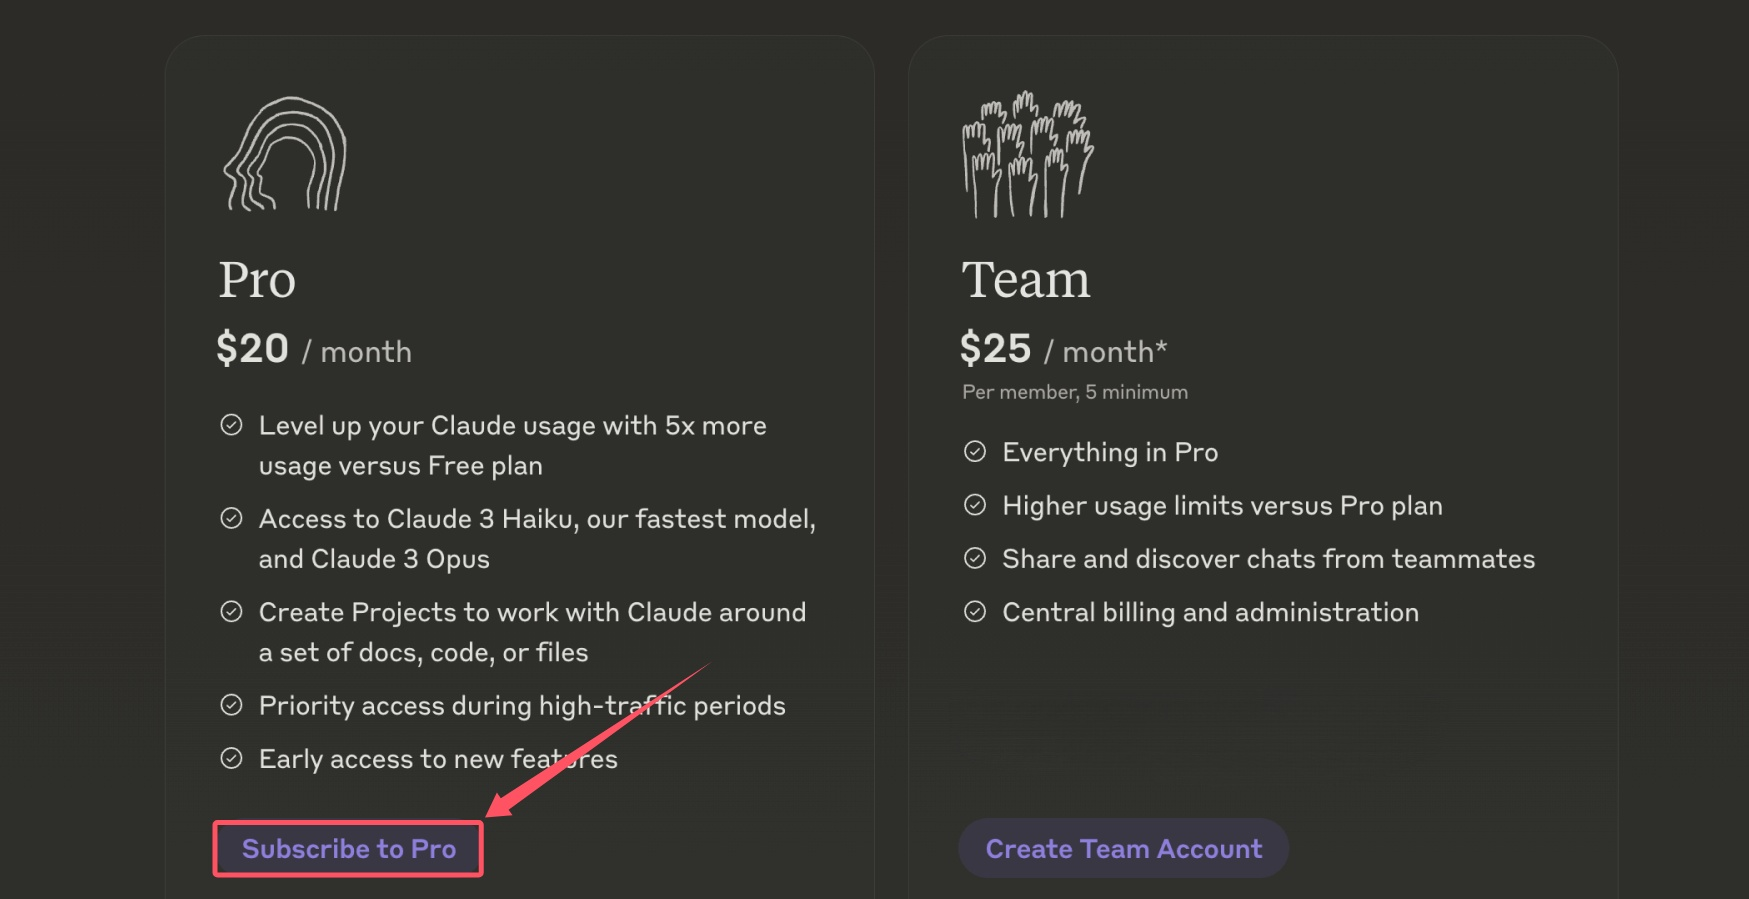 Pro
$20 / month
Level up your Claude usage with 5x more
usage versus Free plan
Access to Claude 3 Haiku, our fastest model,
and Claude 3 Opus
Create Projects to work with Claude around
a set of docs, code, or files
Priority access during high-traffic periods
Early access to new features
Subscribe to Pro
Team
$25 / month*
Per member, 5 minimum
Everything in Pro
Higher usage limits versus Pro plan
Share and discover chats from teammates
Central billing and administration
Create Team Account